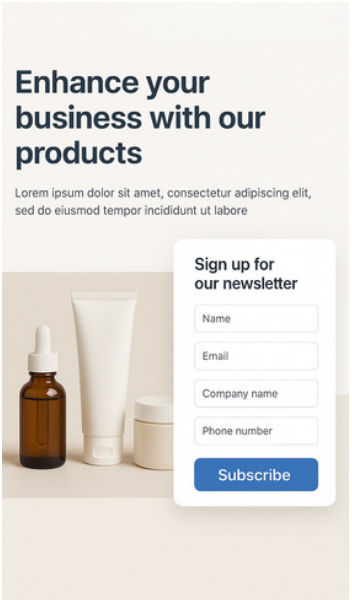 Enhance your
business with our
products
Lorem ipsum dolor sit amet, consectetur adipiscing elit,
sed do eiusmod tempor incididunt ut labore
Sign up for
our newsletter
Name
Email
Company name
Phone number
Subscribe